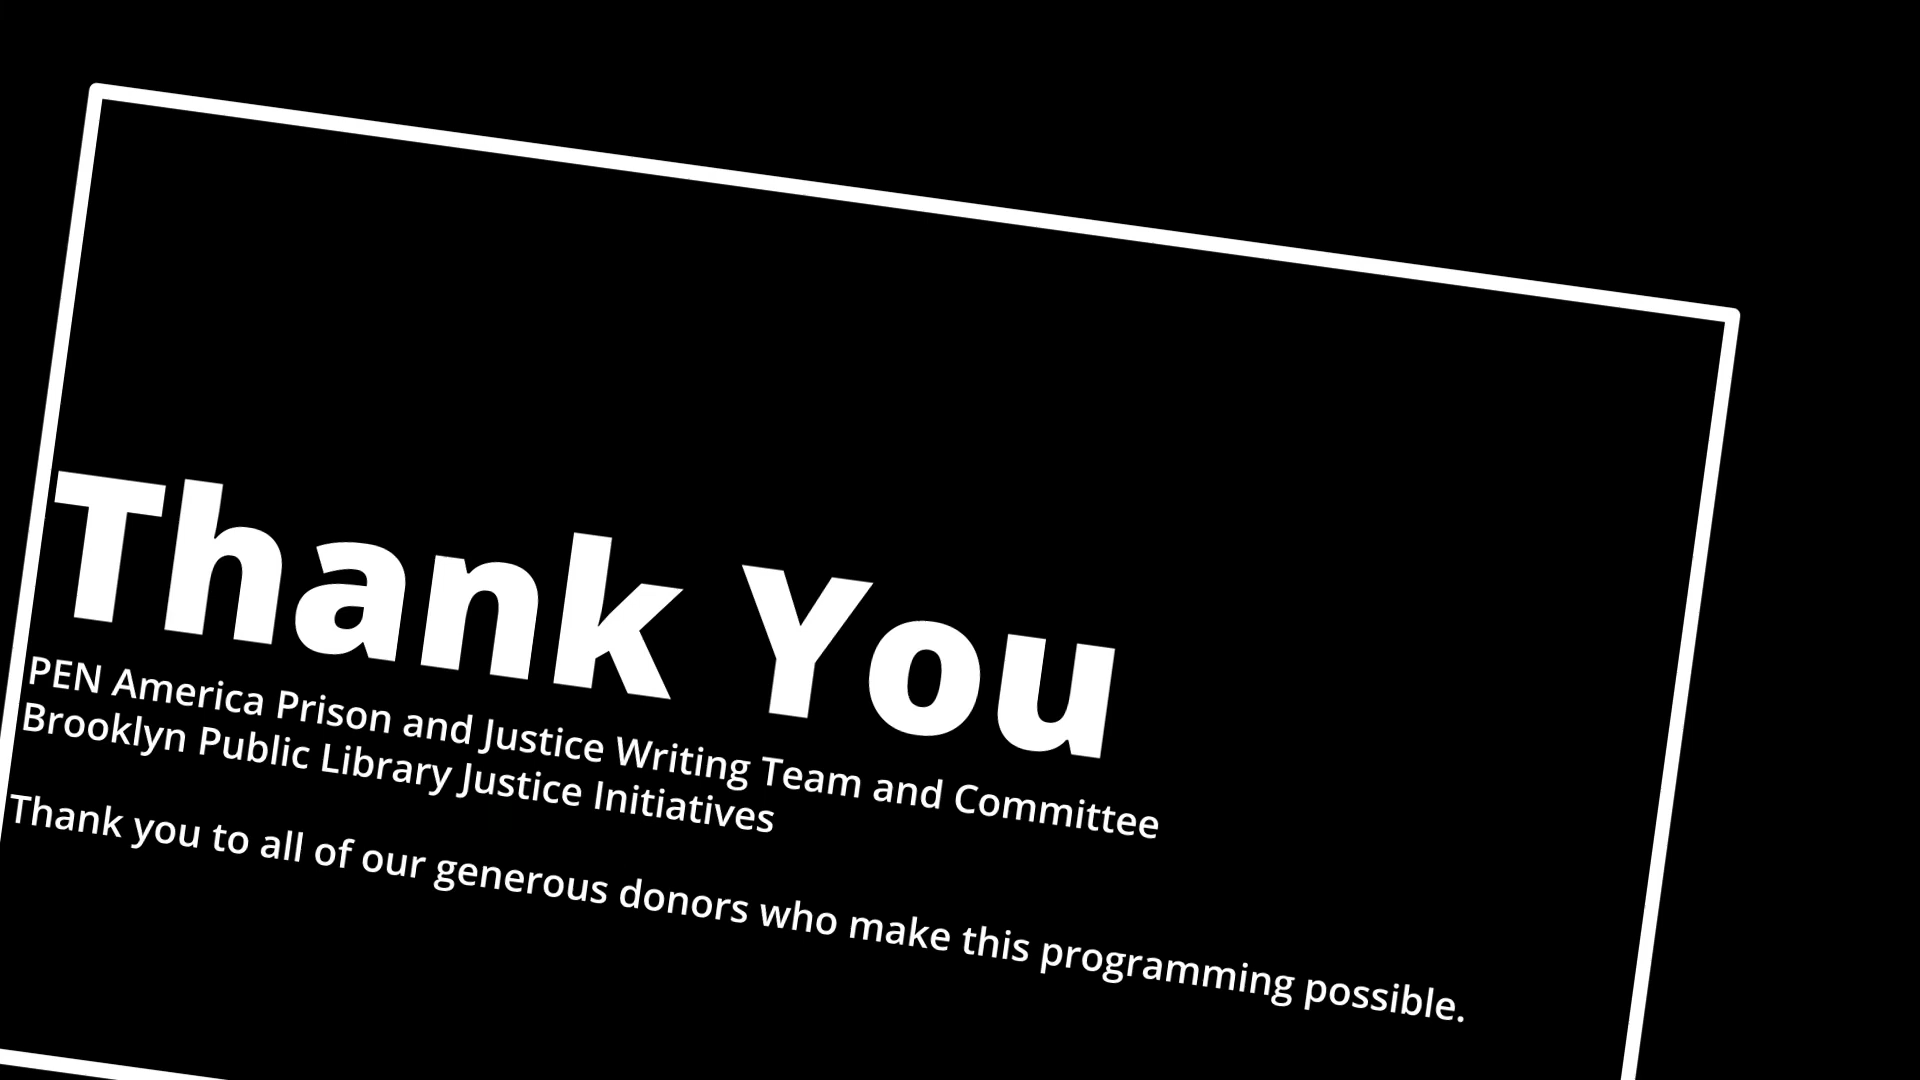 Thank You
PEN America Prison and Justice Writing Team and Committee
Brooklyn Public Library Justice Initiatives
Thank you to all of our generous donors who make this programming possible.